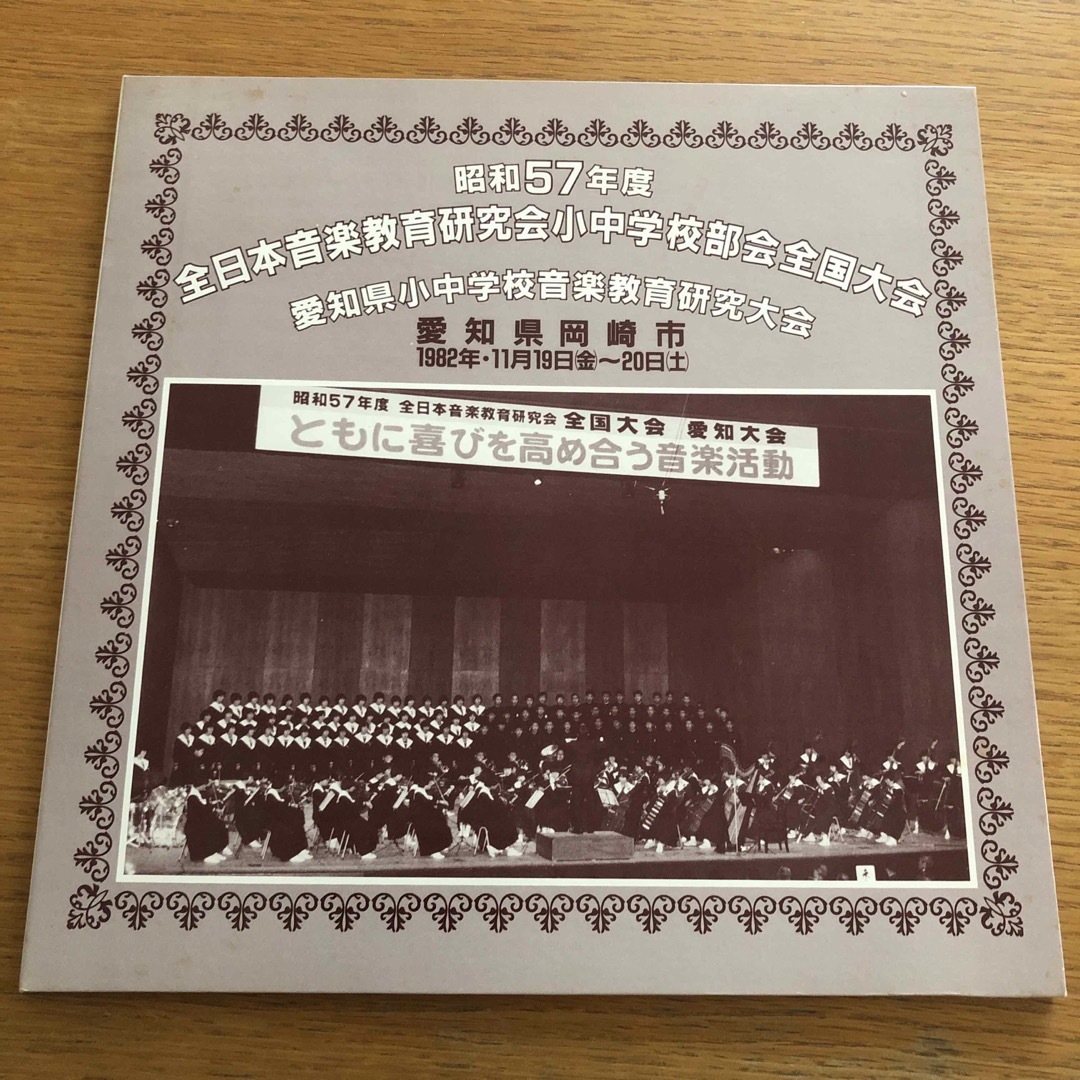 昭和57年度
全日本音楽教育研究会小中学校部会全国大会
愛知県小中学校音楽教育研究大会
愛知県岡崎市
1982年・11月19日㈮〜20日㈯
昭和57年度 全日本音楽教育研究会 全国大会 愛知大会
ともに喜びを高め合う音楽活動